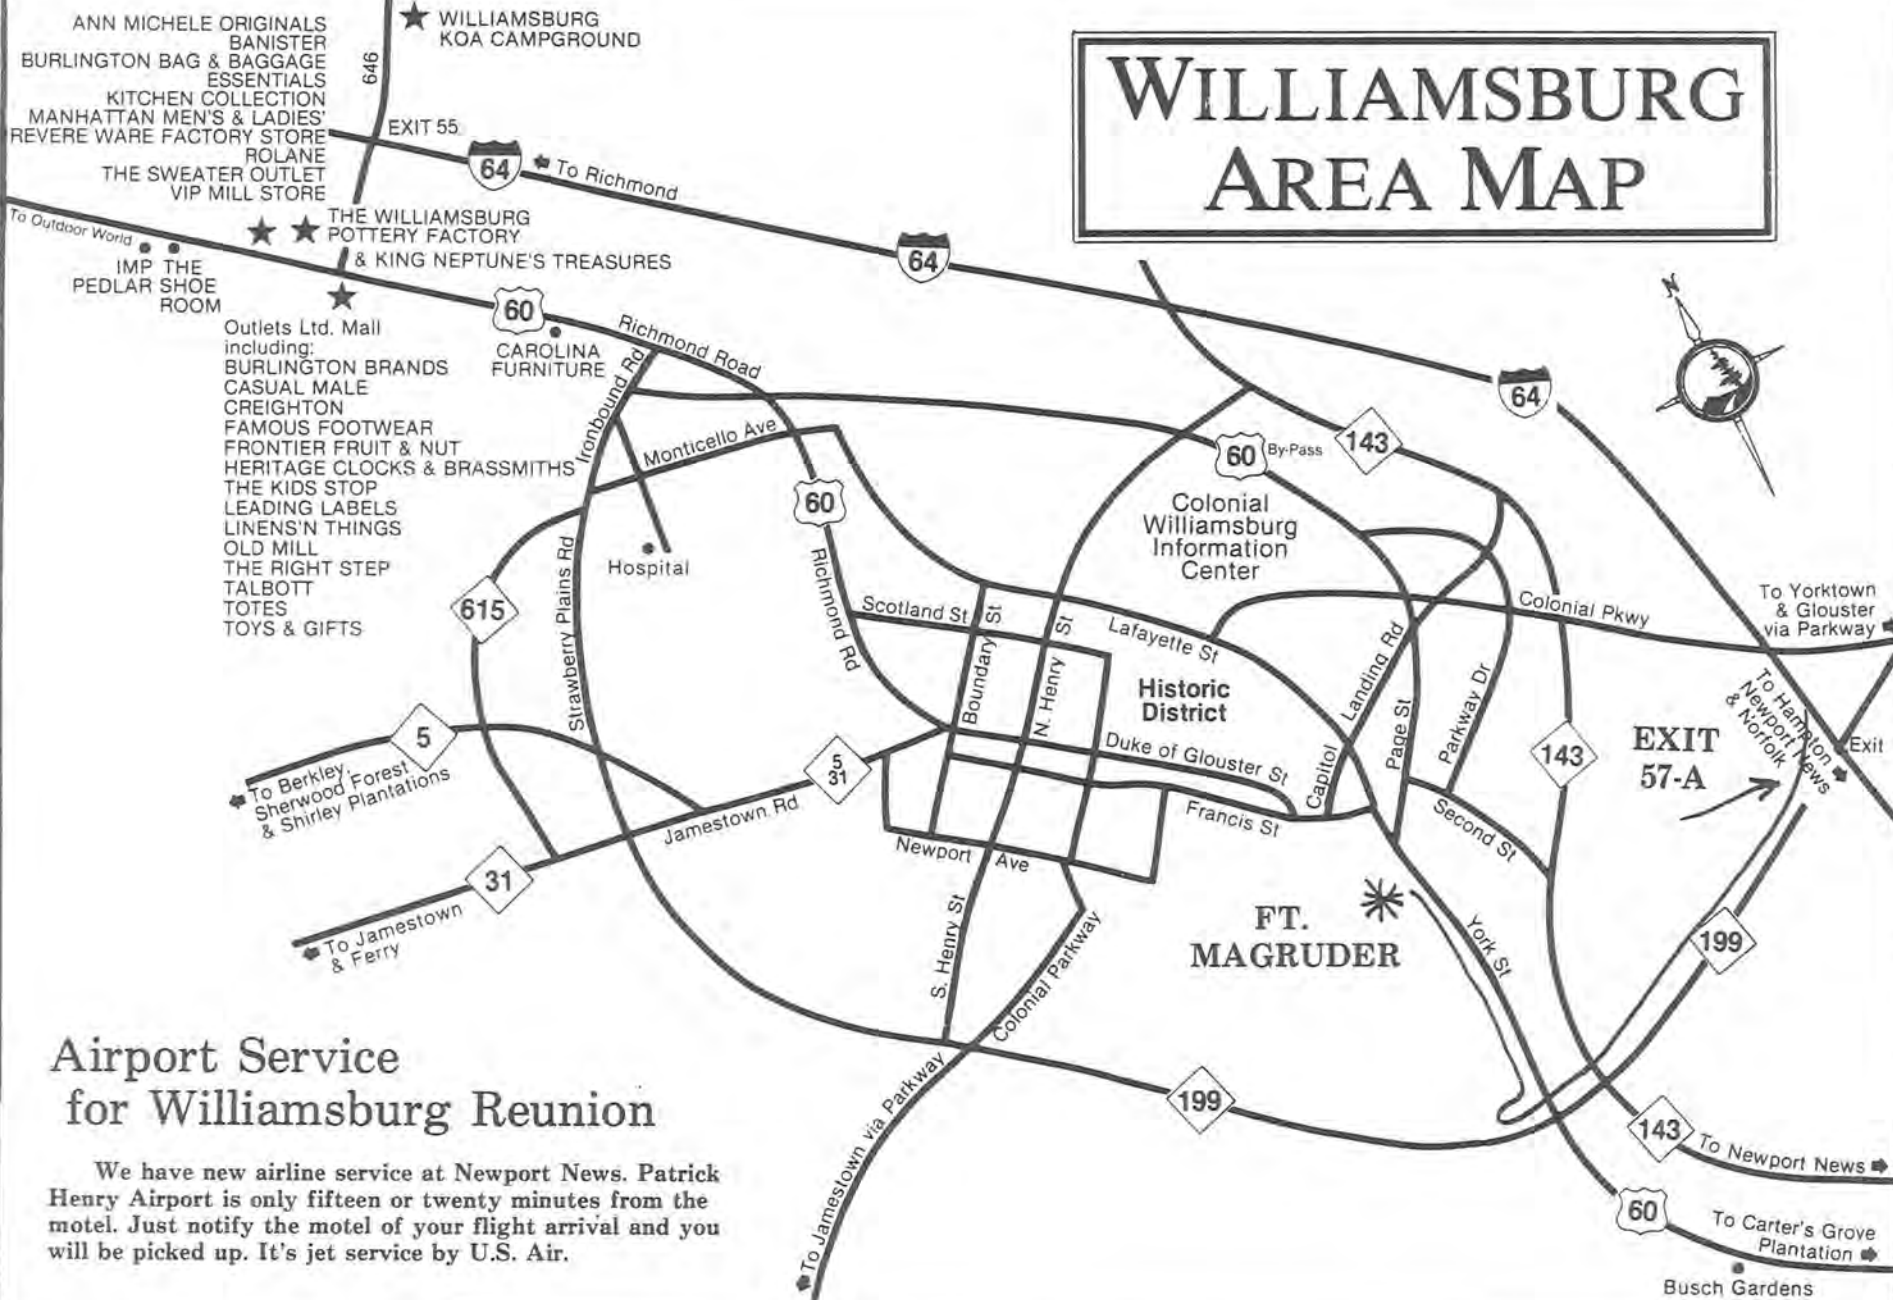 WILLIAMSBURG
AREA MAP
ANN MICHELE ORIGINALS
BANISTER
BURLINGTON BAG & BAGGAGE
ESSENTIALS
KITCHEN COLLECTION
MANHATTAN MEN'S & LADIES'
REVERE WARE FACTORY STORE
ROLANE
THE SWEATER OUTLET
VIP MILL STORE
646
WILLIAMSBURG
KOA CAMPGROUND
EXIT 55
64
To Richmond
64
64
N
To Outdoor World
IMP THE
PEDLAR SHOE
ROOM
THE WILLIAMSBURG
POTTERY FACTORY
& KING NEPTUNE'S TREASURES
60
Richmond Road
CAROLINA
FURNITURE
Outlets Ltd. Mall
including:
BURLINGTON BRANDS
CASUAL MALE
CREIGHTON
FAMOUS FOOTWEAR
FRONTIER FRUIT & NUT
HERITAGE CLOCKS & BRASSMITHS
THE KIDS STOP
LEADING LABELS
LINENS'N THINGS
OLD MILL
THE RIGHT STEP
TALBOTT
TOTES
TOYS & GIFTS
Ironbound Rd
Monticello Ave
60
60
By-Pass
143
Colonial
Williamsburg
Information
Center
Hospital
615
Strawberry Plains Rd
Richmond Rd
Scotland St
Boundary St
N. Henry St
Lafayette St
Colonial Pkwy
To Yorktown
& Glouster
via Parkway
Historic
District
Landing Rd
Capitol
Page St
Parkway Dr
143
EXIT
57-A
To Hampton
Newport News
& Norfolk
Exit
5
To Berkley,
Sherwood Forest
& Shirley Plantations
5
31
Jamestown Rd
Duke of Glouster St
Francis St
Second St
Newport Ave
31
To Jamestown
& Ferry
S. Henry St
Colonial Parkway
FT.
MAGRUDER
York St
199
199
To Jamestown via Parkway
143
To Newport News
60
To Carter's Grove
Plantation
Busch Gardens
Airport Service
for Williamsburg Reunion
We have new airline service at Newport News. Patrick
Henry Airport is only fifteen or twenty minutes from the
motel. Just notify the motel of your flight arrival and you
will be picked up. It's jet service by U.S. Air.